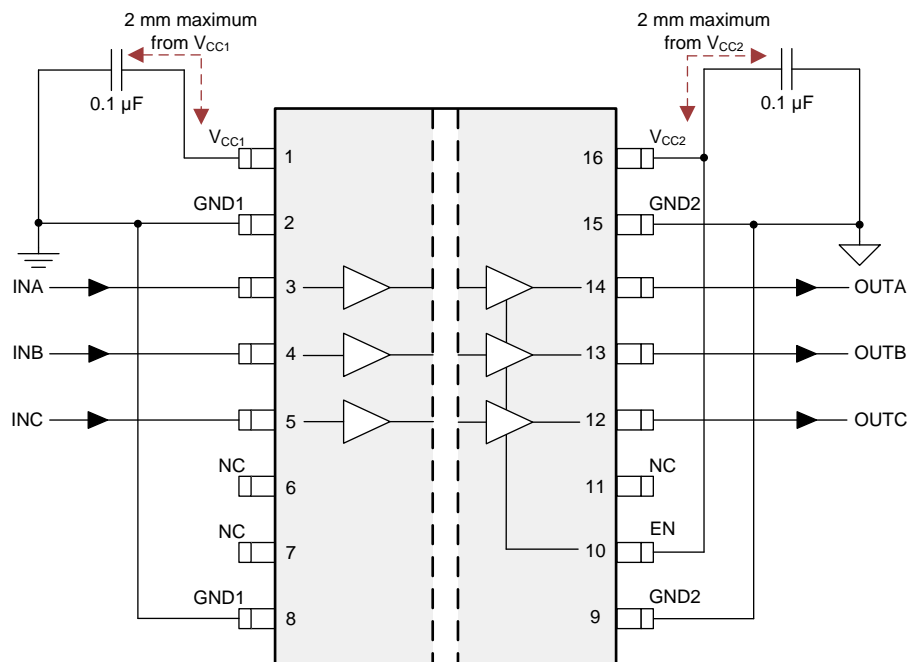 2 mm maximum
from VCC1
2 mm maximum
from VCC2
0.1 µF
0.1 µF
VCC1
1
16
VCC2
GND1
2
15
GND2
INA
3
14
OUTA
INB
4
13
OUTB
INC
5
12
OUTC
NC
6
11
NC
NC
7
10
EN
GND1
8
9
GND2